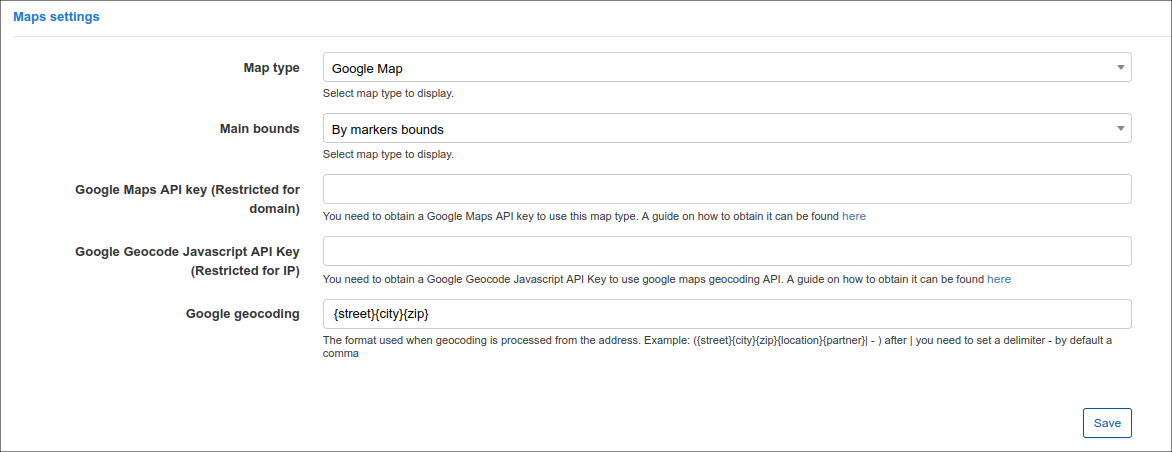 Maps settings
Map type
Google Map
Select map type to display.
Main bounds
By markers bounds
Select map type to display.
Google Maps API key (Restricted for
domain)
You need to obtain a Google Maps API key to use this map type. A guide on how to obtain it can be found here
Google Geocode Javascript API Key
(Restricted for IP)
You need to obtain a Google Geocode Javascript API Key to use google maps geocoding API. A guide on how to obtain it can be found here
Google geocoding
{street}{city}{zip}
The format used when geocoding is processed from the address. Example: ({street}{city}{zip}{location}{partner}| - ) after | you need to set a delimiter - by default a
comma
Save